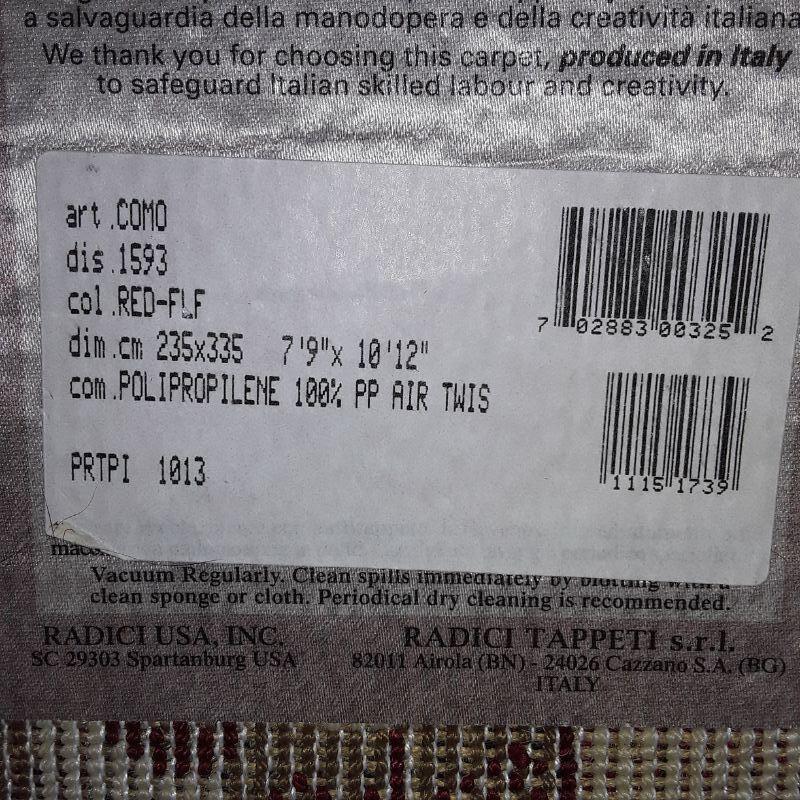 a salvaguardia della manodopera e della creatività italiana
We thank you for choosing this carpet, produced in Italy
to safeguard Italian skilled labour and creativity.
art.COMO
dis.1593
col.RED-FLF
dim.cm 235x335 7'9"x 10'12"
com.POLIPROPILENE 100% PP AIR TWIS
PRTPI 1013
7 02883 00325 2
1115 1739
Vacuum Regularly. Clean spills immediately by blotting with a
clean sponge or cloth. Periodical dry cleaning is recommended.
RADICI USA, INC.
SC 29303 Spartanburg USA
RADICI TAPPETI s.r.l.
82011 Airola (BN) - 24026 Cazzano S.A. (BG)
ITALY